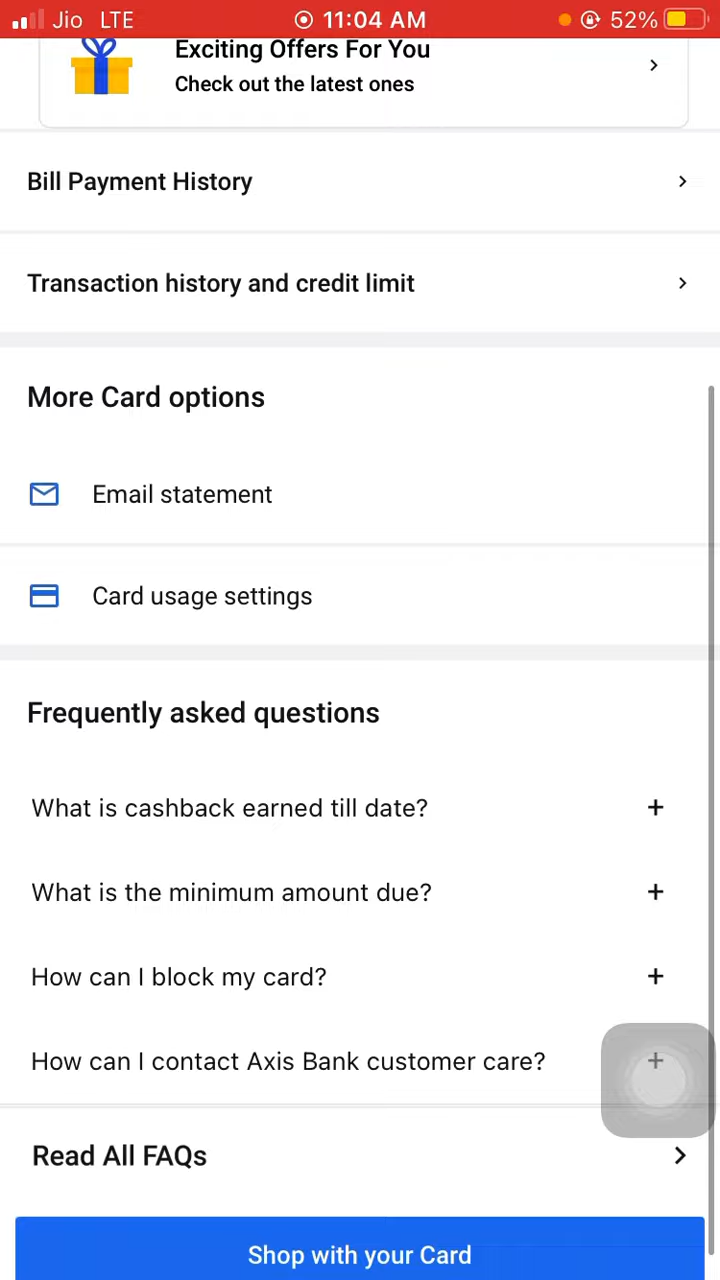 Jio LTE 11:04 AM 52%
Exciting Offers For You
Check out the latest ones
Bill Payment History
Transaction history and credit limit
More Card options
Email statement
Card usage settings
Frequently asked questions
What is cashback earned till date?
What is the minimum amount due?
How can I block my card?
How can I contact Axis Bank customer care?
Read All FAQs
Shop with your Card